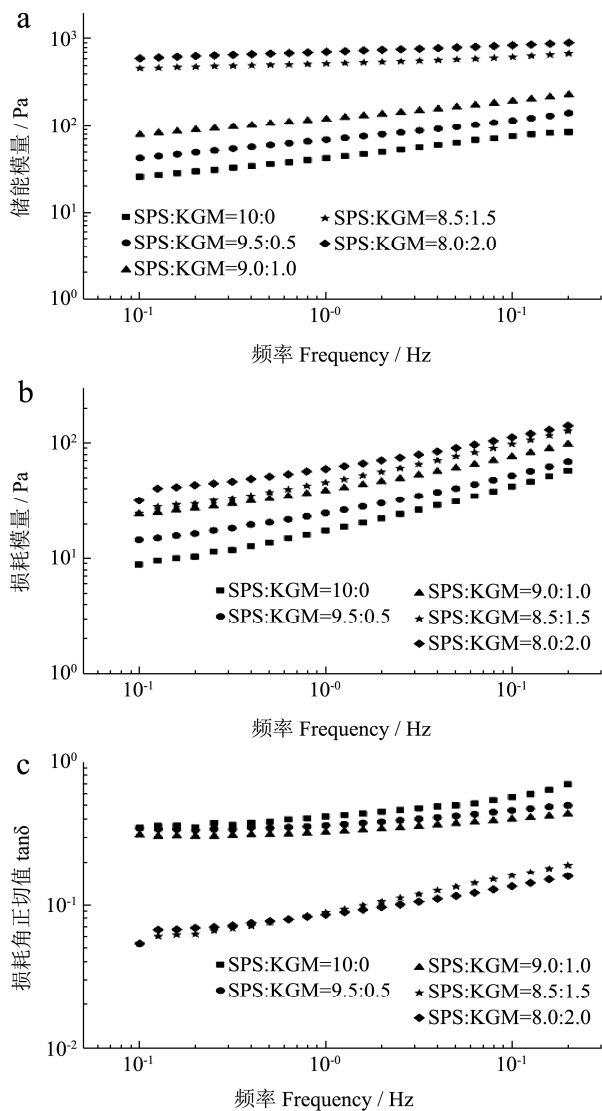 a
10³
10²
10¹
10⁰
储能模量 / Pa
SPS:KGM=10:0
SPS:KGM=9.5:0.5
SPS:KGM=9.0:1.0
SPS:KGM=8.5:1.5
SPS:KGM=8.0:2.0
10⁻¹ 10⁻⁰ 10⁻¹
频率 Frequency / Hz
b
10²
10¹
10⁰
损耗模量 / Pa
SPS:KGM=10:0
SPS:KGM=9.5:0.5
SPS:KGM=9.0:1.0
SPS:KGM=8.5:1.5
SPS:KGM=8.0:2.0
10⁻¹ 10⁻⁰ 10⁻¹
频率 Frequency / Hz
c
10⁰
10⁻¹
10⁻²
损耗角正切值 tanδ
SPS:KGM=10:0
SPS:KGM=9.5:0.5
SPS:KGM=9.0:1.0
SPS:KGM=8.5:1.5
SPS:KGM=8.0:2.0
10⁻¹ 10⁻⁰ 10⁻¹
频率 Frequency / Hz